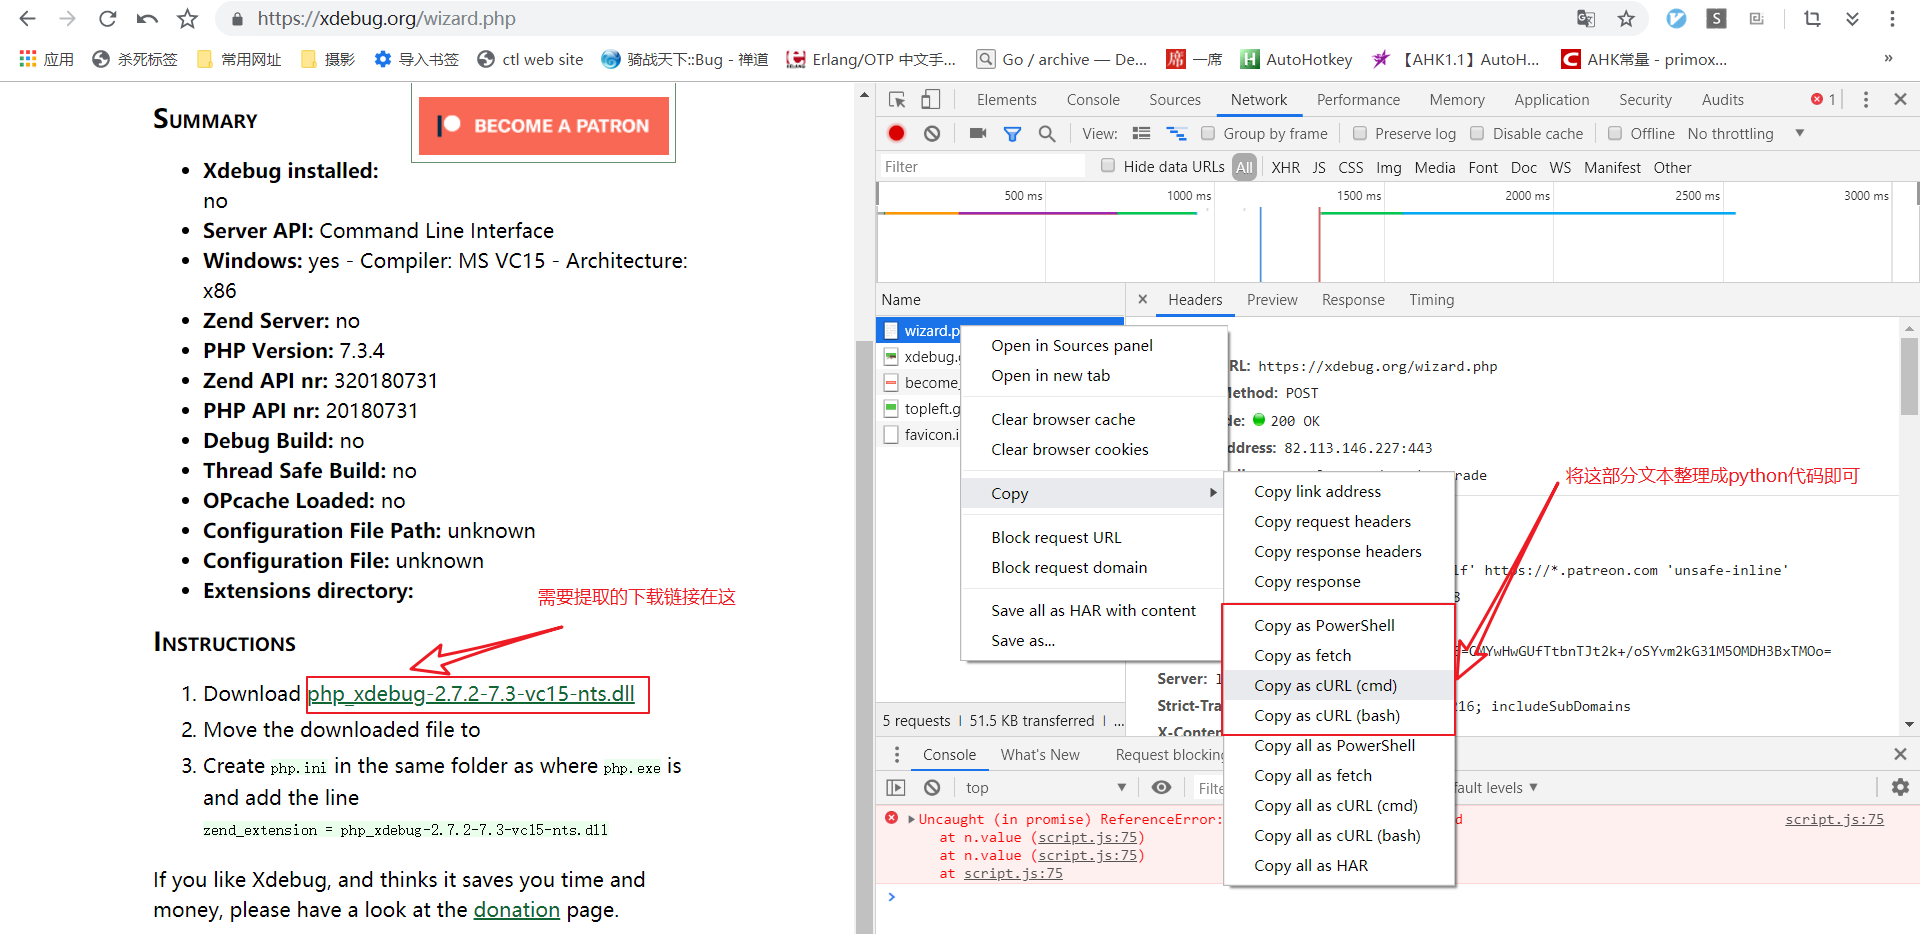 https://xdebug.org/wizard.php
应用 杀死标签 常用网址 摄影 导入书签 ctl web site 骑战天下::Bug - 禅道 Erlang/OTP 中文手... Go / archive — De... 一席 AutoHotkey 【AHK1.1】AutoH... AHK常量 - primox... »
SUMMARY
BECOME A PATRON
Xdebug installed:
no
Server API: Command Line Interface
Windows: yes - Compiler: MS VC15 - Architecture:
x86
Zend Server: no
PHP Version: 7.3.4
Zend API nr: 320180731
PHP API nr: 20180731
Debug Build: no
Thread Safe Build: no
OPcache Loaded: no
Configuration File Path: unknown
Configuration File: unknown
Extensions directory:
需要提取的下载链接在这
INSTRUCTIONS
1. Download php_xdebug-2.7.2-7.3-vc15-nts.dll
2. Move the downloaded file to
3. Create php.ini in the same folder as where php.exe is
and add the line
zend_extension = php_xdebug-2.7.2-7.3-vc15-nts.dll
If you like Xdebug, and thinks it saves you time and
money, please have a look at the donation page.
Elements Console Sources Network Performance Memory Application Security Audits 1
View: Group by frame Preserve log Disable cache Offline No throttling
Filter Hide data URLs All XHR JS CSS Img Media Font Doc WS Manifest Other
500 ms 1000 ms 1500 ms 2000 ms 2500 ms 3000 ms
Name Headers Preview Response Timing
wizard.p
xdebug.g
become_
topleft.g
favicon.i
5 requests 51.5 KB transferred ...
RL: https://xdebug.org/wizard.php
ethod: POST
de: 200 OK
ddress: 82.113.146.227:443
rade
将这部分文本整理成python代码即可
lf' https://*.patreon.com 'unsafe-inline'
8
=CMYwHwGUfTtbnTJt2k+/oSYvm2kG31M5OMDH3BxTMOo=
Server: l
Strict-Tra 16; includeSubDomains
X-Conten
Open in Sources panel
Open in new tab
Clear browser cache
Clear browser cookies
Copy
Block request URL
Block request domain
Save all as HAR with content
Save as...
Copy link address
Copy request headers
Copy response headers
Copy response
Copy as PowerShell
Copy as fetch
Copy as cURL (cmd)
Copy as cURL (bash)
Copy all as PowerShell
Copy all as fetch
Copy all as cURL (cmd)
Copy all as cURL (bash)
Copy all as HAR
Console What's New Request blocking
top Filte fault levels
Uncaught (in promise) ReferenceError: d script.js:75
at n.value (script.js:75)
at n.value (script.js:75)
at script.js:75